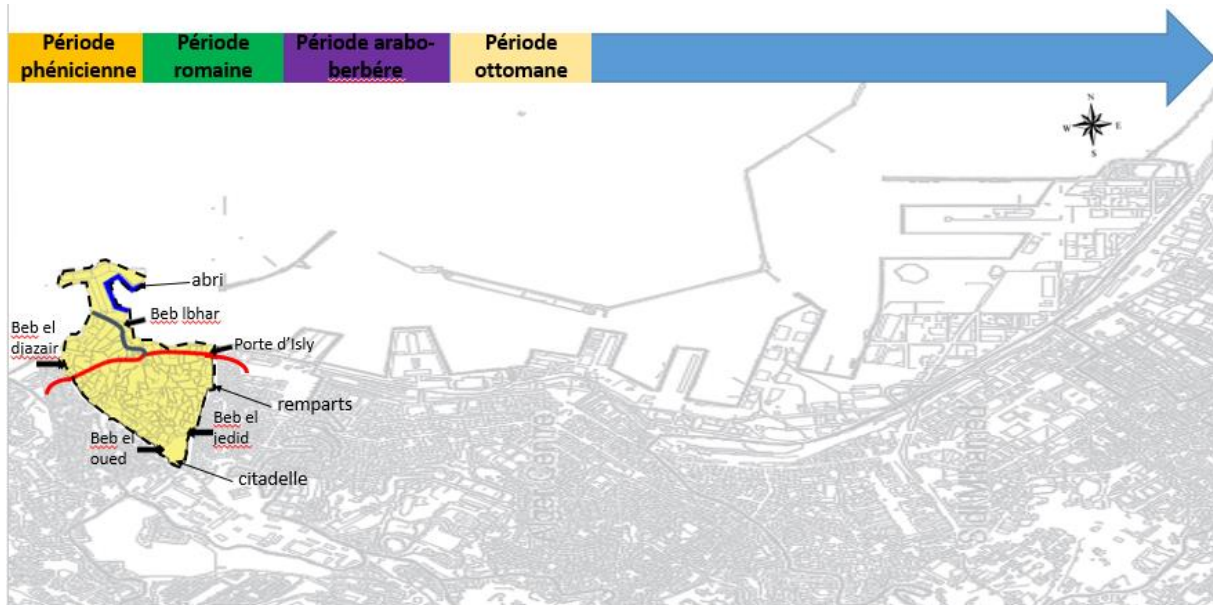 Période phénicienne
Période romaine
Période arabo-berbére
Période ottomane
N
W E
S
abri
Beb lbhar
Beb el djazair
Porte d'Isly
remparts
Beb el jedid
Beb el oued
citadelle